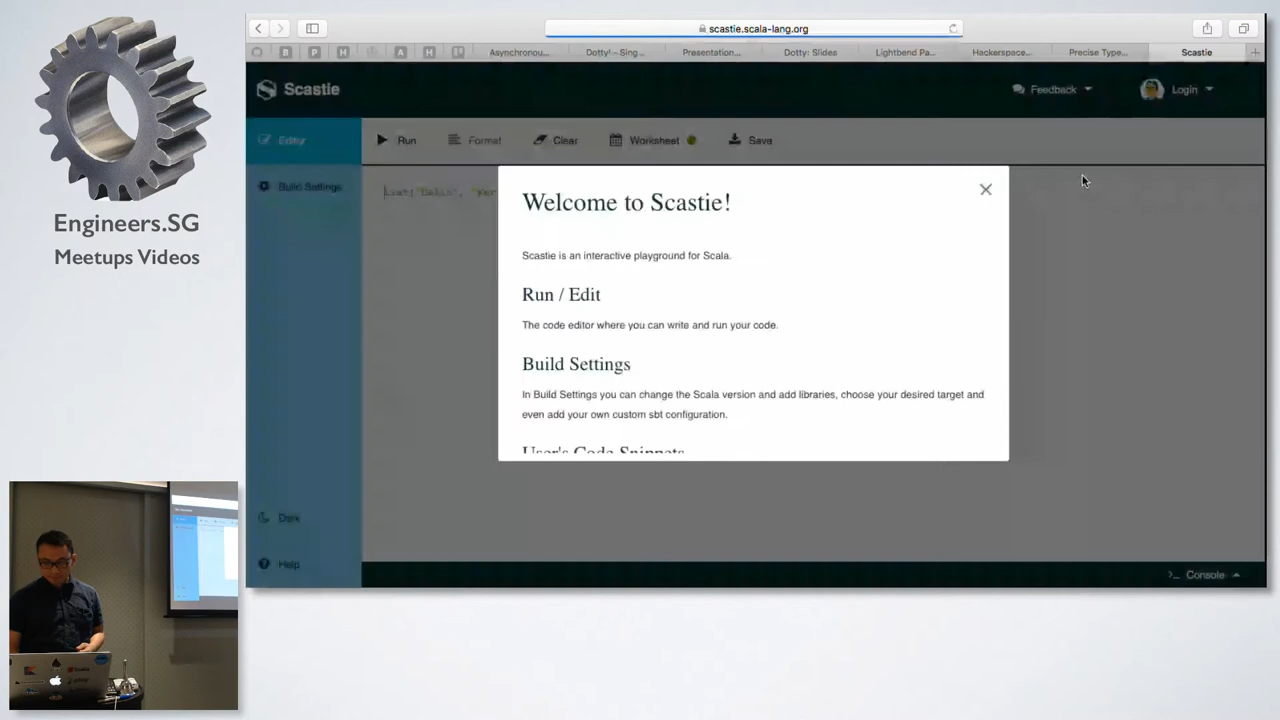 scastie.scala-lang.org
B P H A H Asynchronou... Dotty! – Sing... Presentation... Dotty: Slides Lightbend Pa... Hackerspace... Precise Type... Scastie
Scastie
Feedback
Login
Editor
Run
Format
Clear
Worksheet
Save
Build Settings
Welcome to Scastie!
Scastie is an interactive playground for Scala.
Run / Edit
The code editor where you can write and run your code.
Build Settings
In Build Settings you can change the Scala version and add libraries, choose your desired target and
even add your own custom sbt configuration.
User's Code Snippets
Dark
Help
Console
Engineers.SG
Meetups Videos